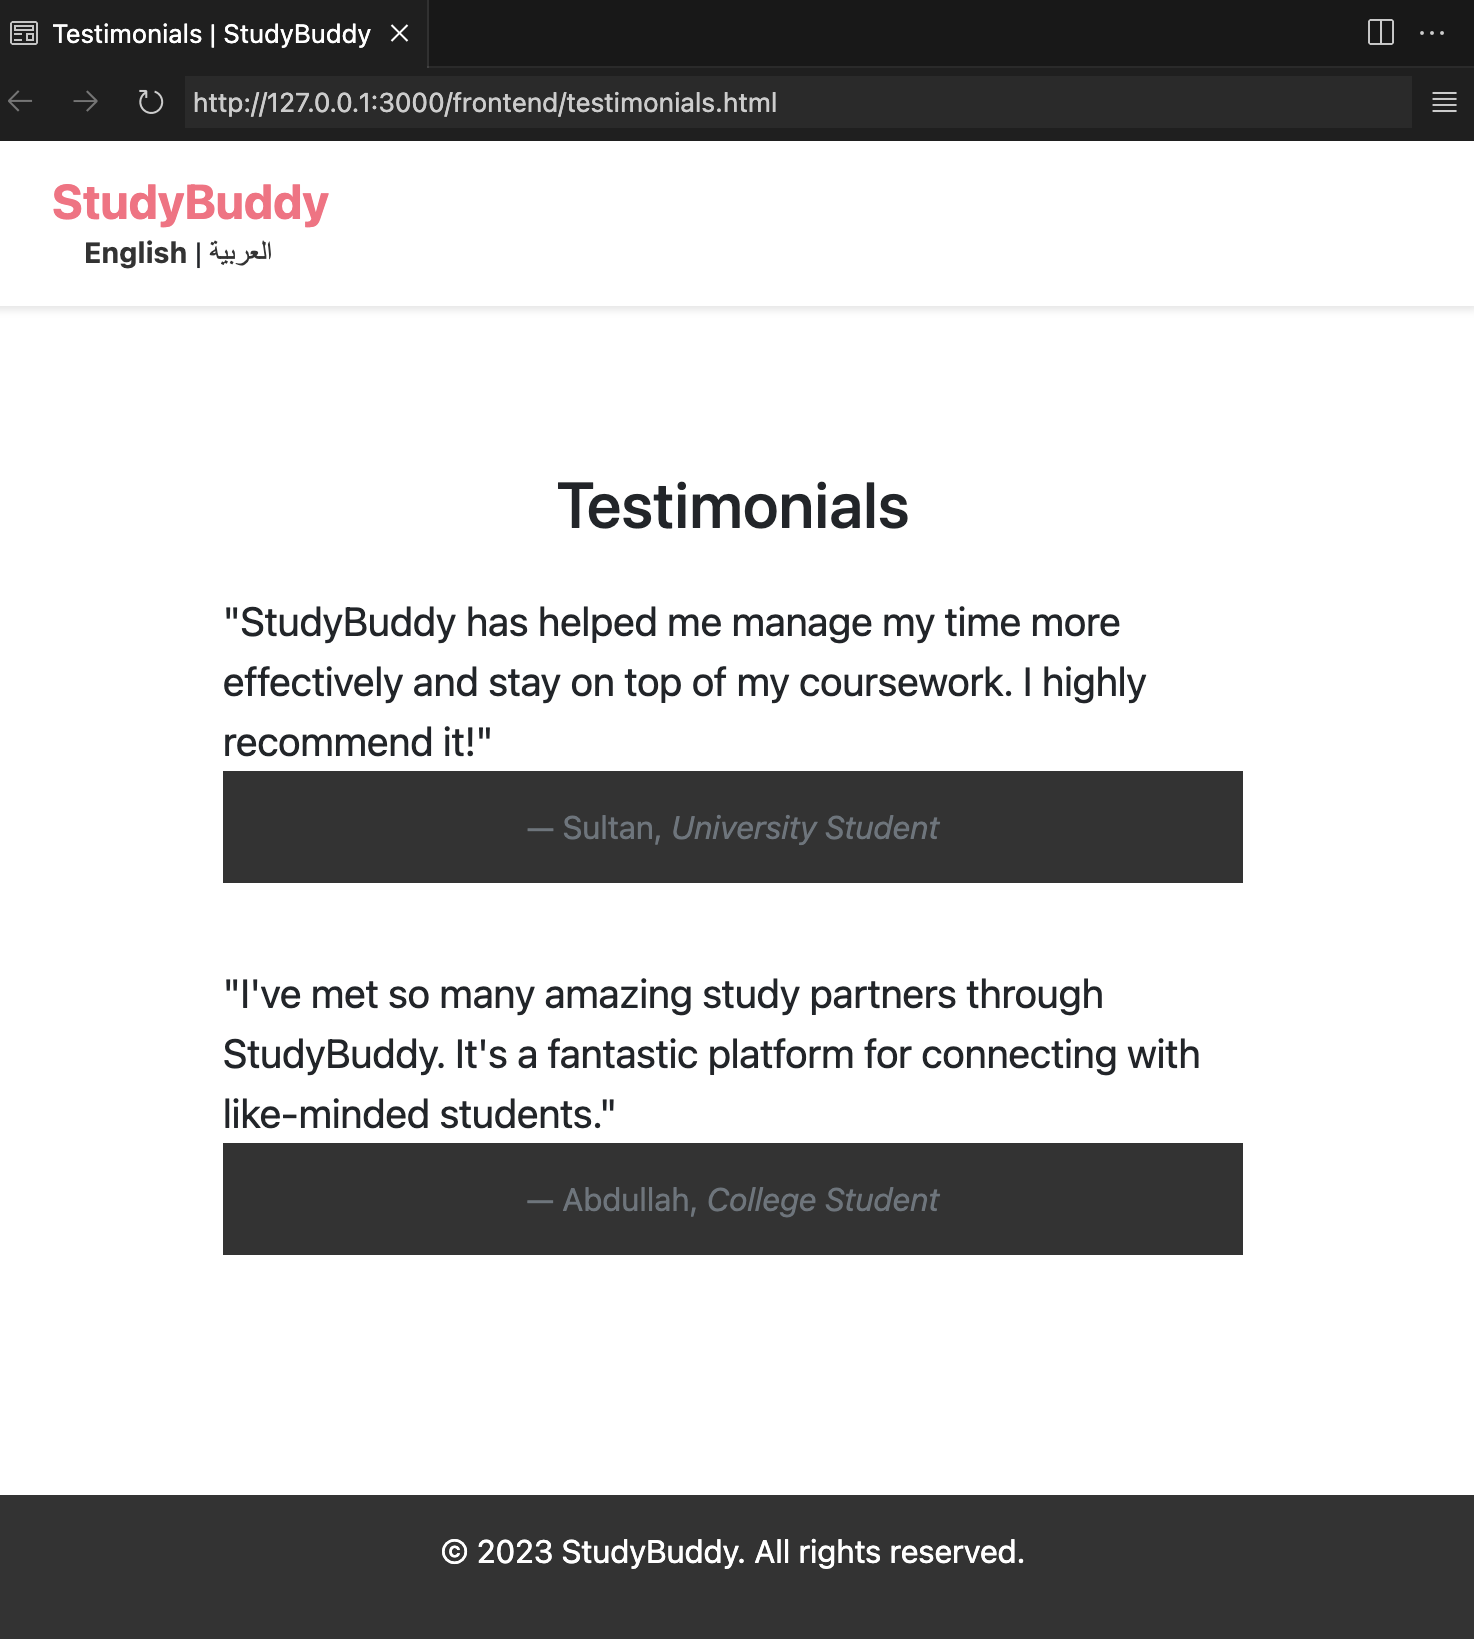 Testimonials | StudyBuddy
http://127.0.0.1:3000/frontend/testimonials.html
StudyBuddy
English | العربية
Testimonials
"StudyBuddy has helped me manage my time more
effectively and stay on top of my coursework. I highly
recommend it!"
— Sultan, University Student
"I've met so many amazing study partners through
StudyBuddy. It's a fantastic platform for connecting with
like-minded students."
— Abdullah, College Student
© 2023 StudyBuddy. All rights reserved.